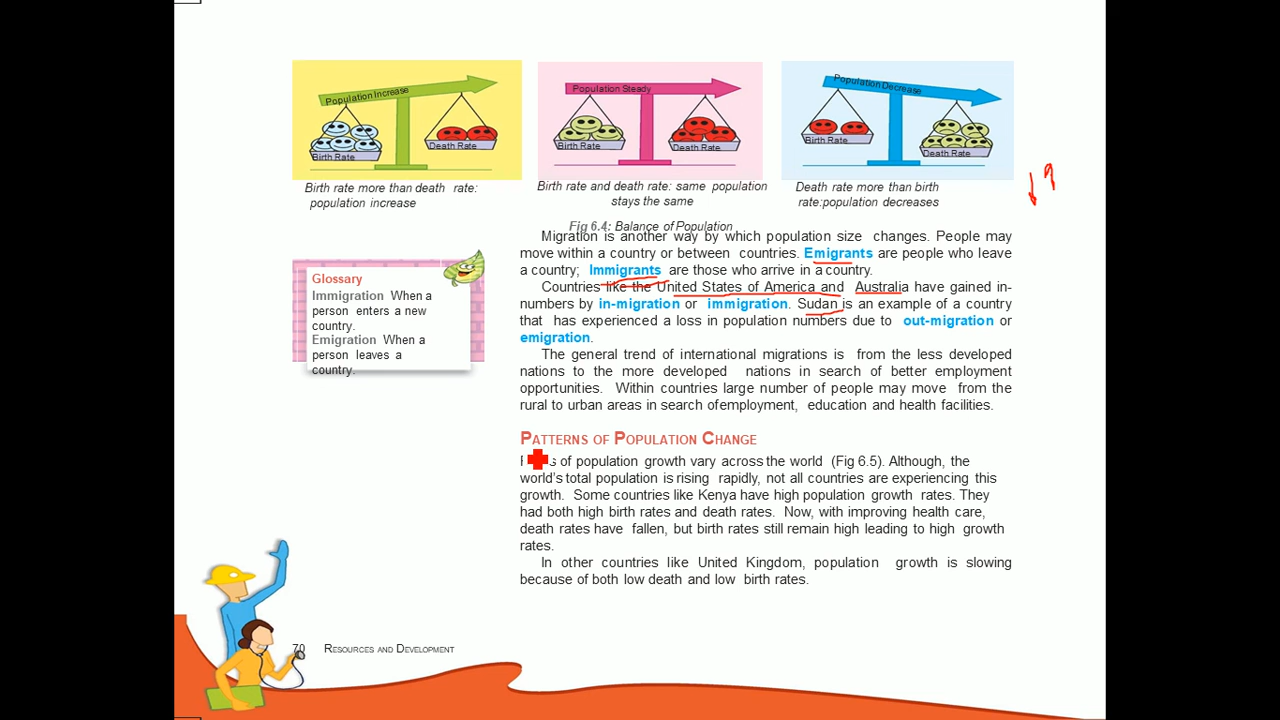 Population Increase
Birth Rate
Death Rate
Population Steady
Birth Rate
Death Rate
Population Decrease
Birth Rate
Death Rate
Birth rate more than death rate:
population increase
Birth rate and death rate: same population
stays the same
Death rate more than birth
rate:population decreases
Fig 6.4: Balance of Population
Migration is another way by which population size changes. People may
move within a country or between countries. Emigrants are people who leave
a country; Immigrants are those who arrive in a country.
Countries like the United States of America and Australia have gained in-
numbers by in-migration or immigration. Sudan is an example of a country
that has experienced a loss in population numbers due to out-migration or
emigration.
The general trend of international migrations is from the less developed
nations to the more developed nations in search of better employment
opportunities. Within countries large number of people may move from the
rural to urban areas in search ofemployment, education and health facilities.
Glossary
Immigration When a
person enters a new
country.
Emigration When a
person leaves a
country.
PATTERNS OF POPULATION CHANGE
of population growth vary across the world (Fig 6.5). Although, the
world's total population is rising rapidly, not all countries are experiencing this
growth. Some countries like Kenya have high population growth rates. They
had both high birth rates and death rates. Now, with improving health care,
death rates have fallen, but birth rates still remain high leading to high growth
rates.
In other countries like United Kingdom, population growth is slowing
because of both low death and low birth rates.
70 RESOURCES AND DEVELOPMENT